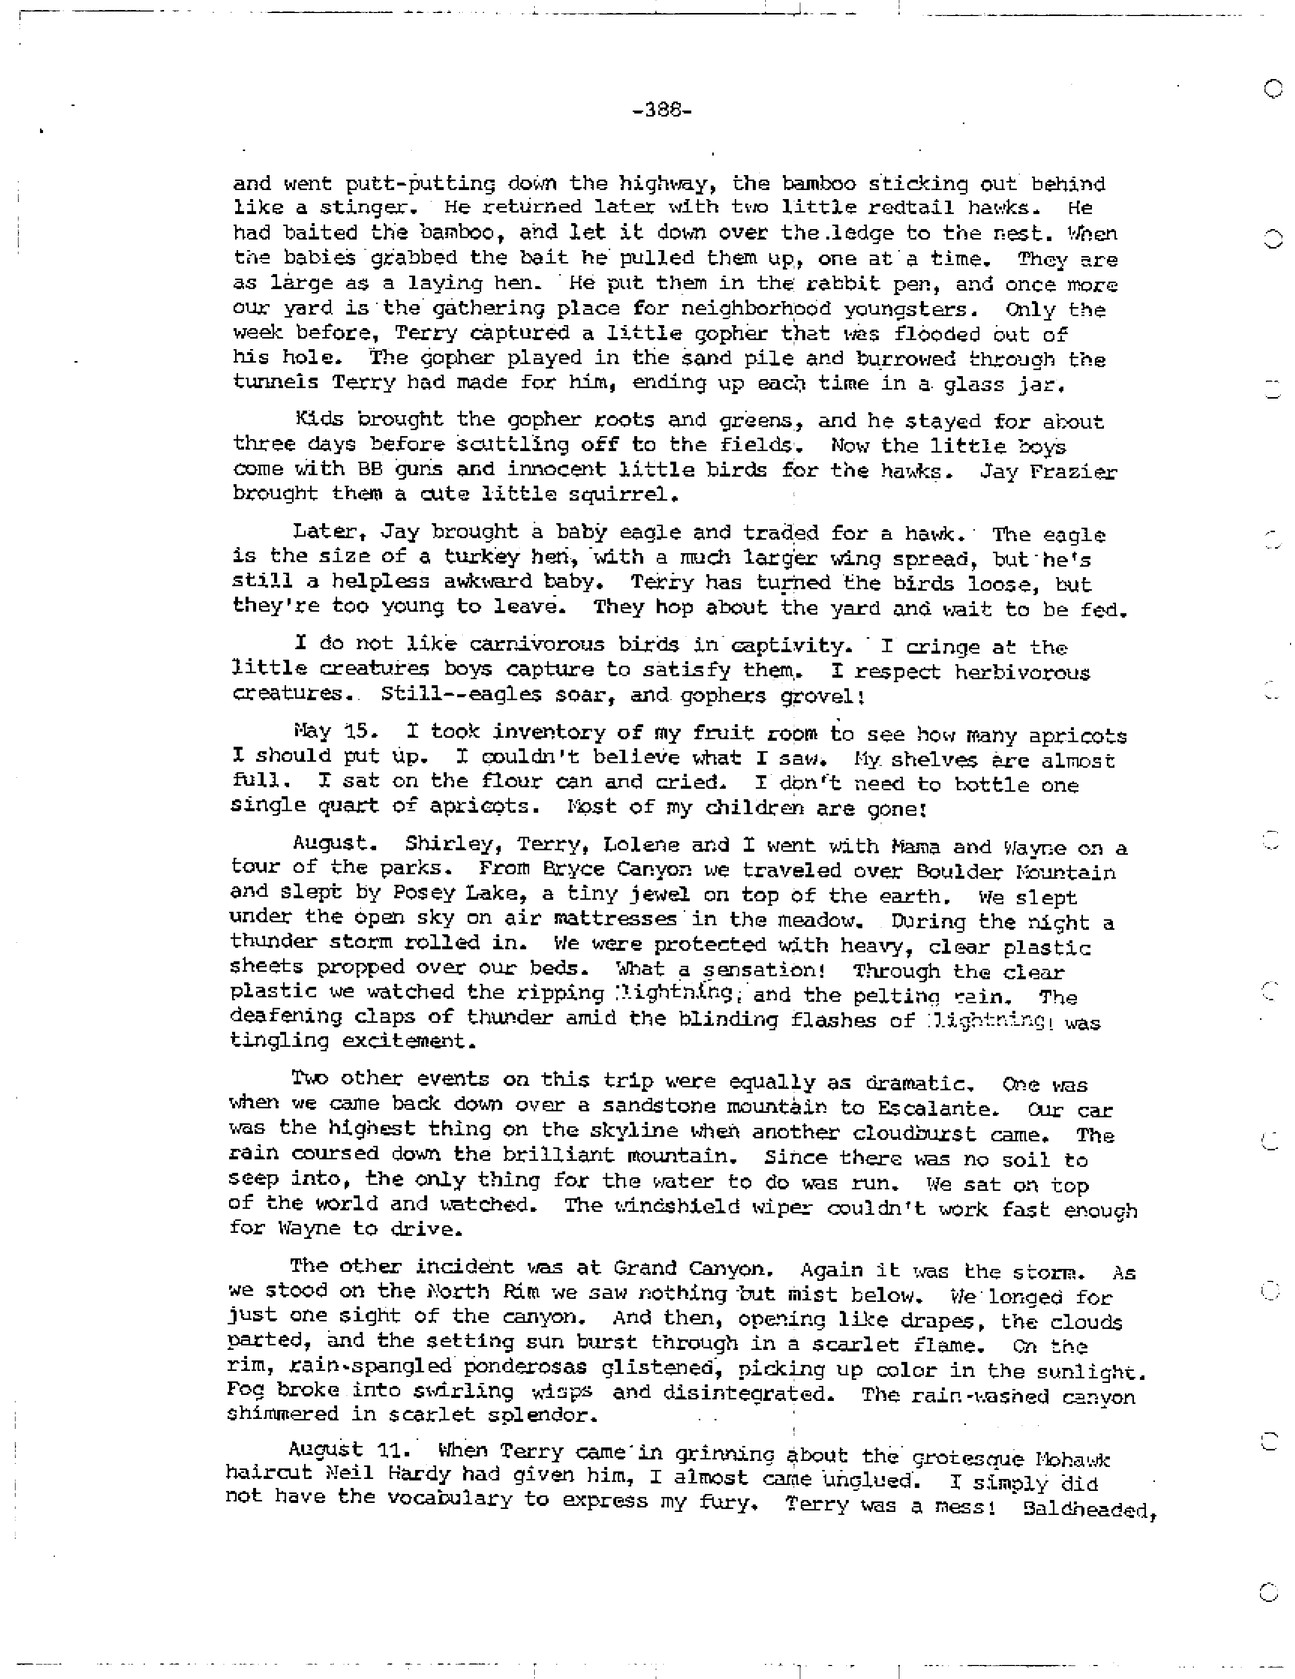 -388-
and went putt-putting down the highway, the bamboo sticking out behind
like a stinger. He returned later with two little redtail hawks. He
had baited the bamboo, and let it down over the ledge to the nest. When
the babies grabbed the bait he pulled them up, one at a time. They are
as large as a laying hen. He put them in the rabbit pen, and once more
our yard is the gathering place for neighborhood youngsters. Only the
week before, Terry captured a little gopher that was flooded out of
his hole. The gopher played in the sand pile and burrowed through the
tunnels Terry had made for him, ending up each time in a glass jar.
Kids brought the gopher roots and greens, and he stayed for about
three days before scuttling off to the fields. Now the little boys
come with BB guns and innocent little birds for the hawks. Jay Frazier
brought them a cute little squirrel.
Later, Jay brought a baby eagle and traded for a hawk. The eagle
is the size of a turkey hen, with a much larger wing spread, but he's
still a helpless awkward baby. Terry has turned the birds loose, but
they're too young to leave. They hop about the yard and wait to be fed.
I do not like carnivorous birds in captivity. I cringe at the
little creatures boys capture to satisfy them. I respect herbivorous
creatures. Still--eagles soar, and gophers grovel!
May 15. I took inventory of my fruit room to see how many apricots
I should put up. I couldn't believe what I saw. My shelves are almost
full. I sat on the flour can and cried. I don't need to bottle one
single quart of apricots. Most of my children are gone!
August. Shirley, Terry, Lolene and I went with Mama and Wayne on a
tour of the parks. From Bryce Canyon we traveled over Boulder Mountain
and slept by Posey Lake, a tiny jewel on top of the earth. We slept
under the open sky on air mattresses in the meadow. During the night a
thunder storm rolled in. We were protected with heavy, clear plastic
sheets propped over our beds. What a sensation! Through the clear
plastic we watched the ripping lightning, and the pelting rain. The
deafening claps of thunder amid the blinding flashes of lightning was
tingling excitement.
Two other events on this trip were equally as dramatic. One was
when we came back down over a sandstone mountain to Escalante. Our car
was the highest thing on the skyline when another cloudburst came. The
rain coursed down the brilliant mountain. Since there was no soil to
seep into, the only thing for the water to do was run. We sat on top
of the world and watched. The windshield wiper couldn't work fast enough
for Wayne to drive.
The other incident was at Grand Canyon. Again it was the storm. As
we stood on the North Rim we saw nothing but mist below. We longed for
just one sight of the canyon. And then, opening like drapes, the clouds
parted, and the setting sun burst through in a scarlet flame. On the
rim, rain-spangled ponderosas glistened, picking up color in the sunlight.
Fog broke into swirling wisps and disintegrated. The rain-washed canyon
shimmered in scarlet splendor.
August 11. When Terry came in grinning about the grotesque Mohawk
haircut Neil Hardy had given him, I almost came unglued. I simply did
not have the vocabulary to express my fury. Terry was a mess! Baldheaded,